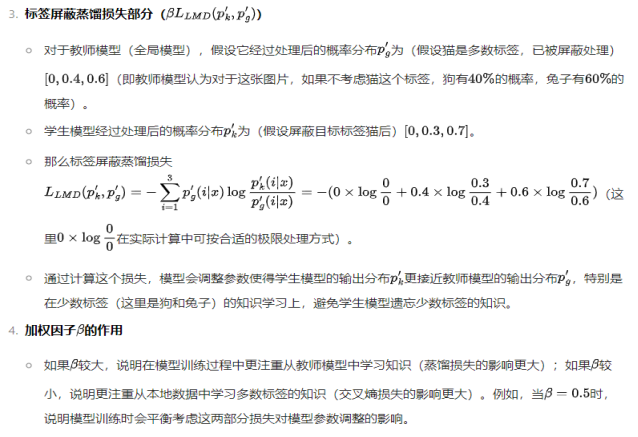 3. 标签屏蔽蒸馏损失部分（$\beta L_{LMD}(p'_k, p'_g)$）
○ 对于教师模型（全局模型），假设它经过处理后的概率分布$p'_g$为（假设猫是多数标签，已被屏蔽处理）
$[0, 0.4, 0.6]$（即教师模型认为对于这张图片，如果不考虑猫这个标签，狗有$40\%$的概率，兔子有$60\%$的
概率）。
○ 学生模型经过处理后的概率分布$p'_k$为（假设屏蔽目标标签猫后）$[0, 0.3, 0.7]$。
○ 那么标签屏蔽蒸馏损失
$L_{LMD}(p'_k, p'_g) = -\sum_{i=1}^{3} p'_g(i|x) \log \frac{p'_k(i|x)}{p'_g(i|x)} = -(0 \times \log \frac{0}{0} + 0.4 \times \log \frac{0.3}{0.4} + 0.6 \times \log \frac{0.7}{0.6})$（这
里$0 \times \log \frac{0}{0}$在实际计算中可按合适的极限处理方式）。
○ 通过计算这个损失，模型会调整参数使得学生模型的输出分布$p'_k$更接近教师模型的输出分布$p'_g$，特别是
在少数标签（这里是狗和兔子）的知识学习上，避免学生模型遗忘少数标签的知识。
4. 加权因子$\beta$的作用
○ 如果$\beta$较大，说明在模型训练过程中更注重从教师模型中学习知识（蒸馏损失的影响更大）；如果$\beta$较
小，说明更注重从本地数据中学习多数标签的知识（交叉熵损失的影响更大）。例如，当$\beta = 0.5$时，
说明模型训练时会平衡考虑这两部分损失对模型参数调整的影响。